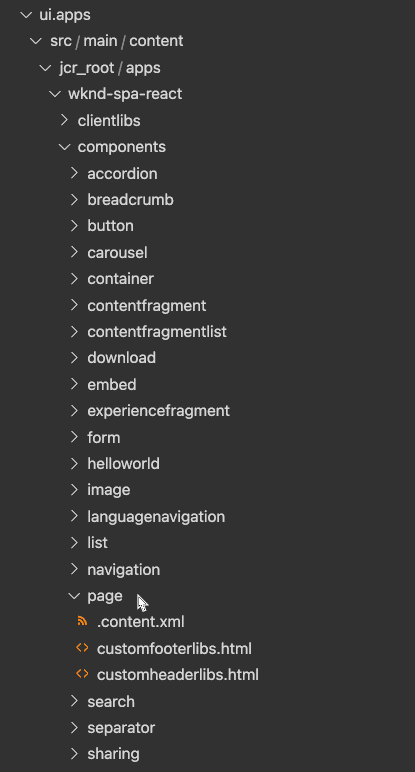 ui.apps
src / main / content
jcr_root / apps
wknd-spa-react
clientlibs
components
accordion
breadcrumb
button
carousel
container
contentfragment
contentfragmentlist
download
embed
experiencefragment
form
helloworld
image
languagenavigation
list
navigation
page
.content.xml
customfooterlibs.html
customheaderlibs.html
search
separator
sharing